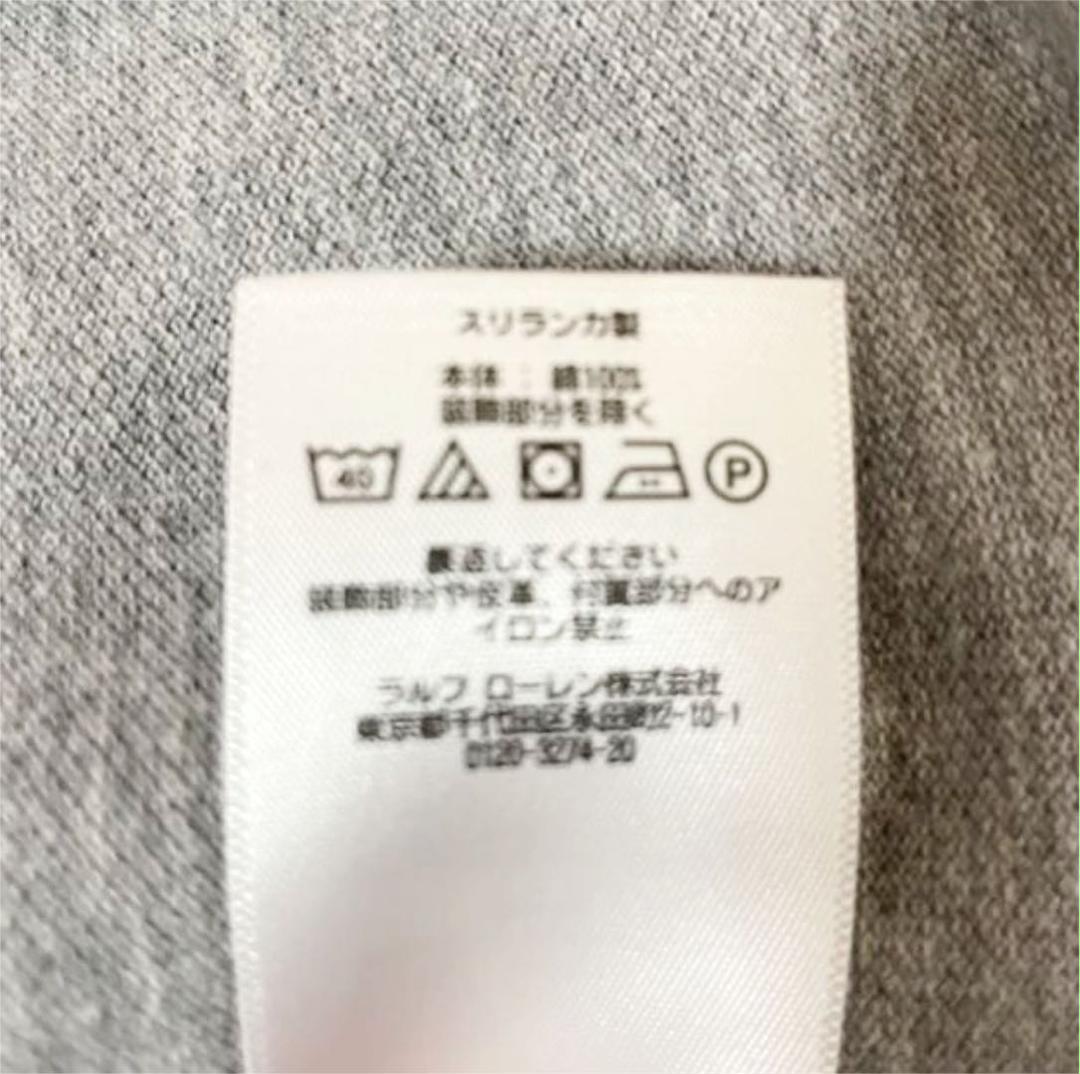 スリランカ製
本体 : 綿100%
装飾部分を除く
40 P
裏返してください
装飾部分や皮革、付属部分へのア
イロン禁止
ラルフ ローレン株式会社
東京都千代田区永田町2-10-1
0120-3274-20